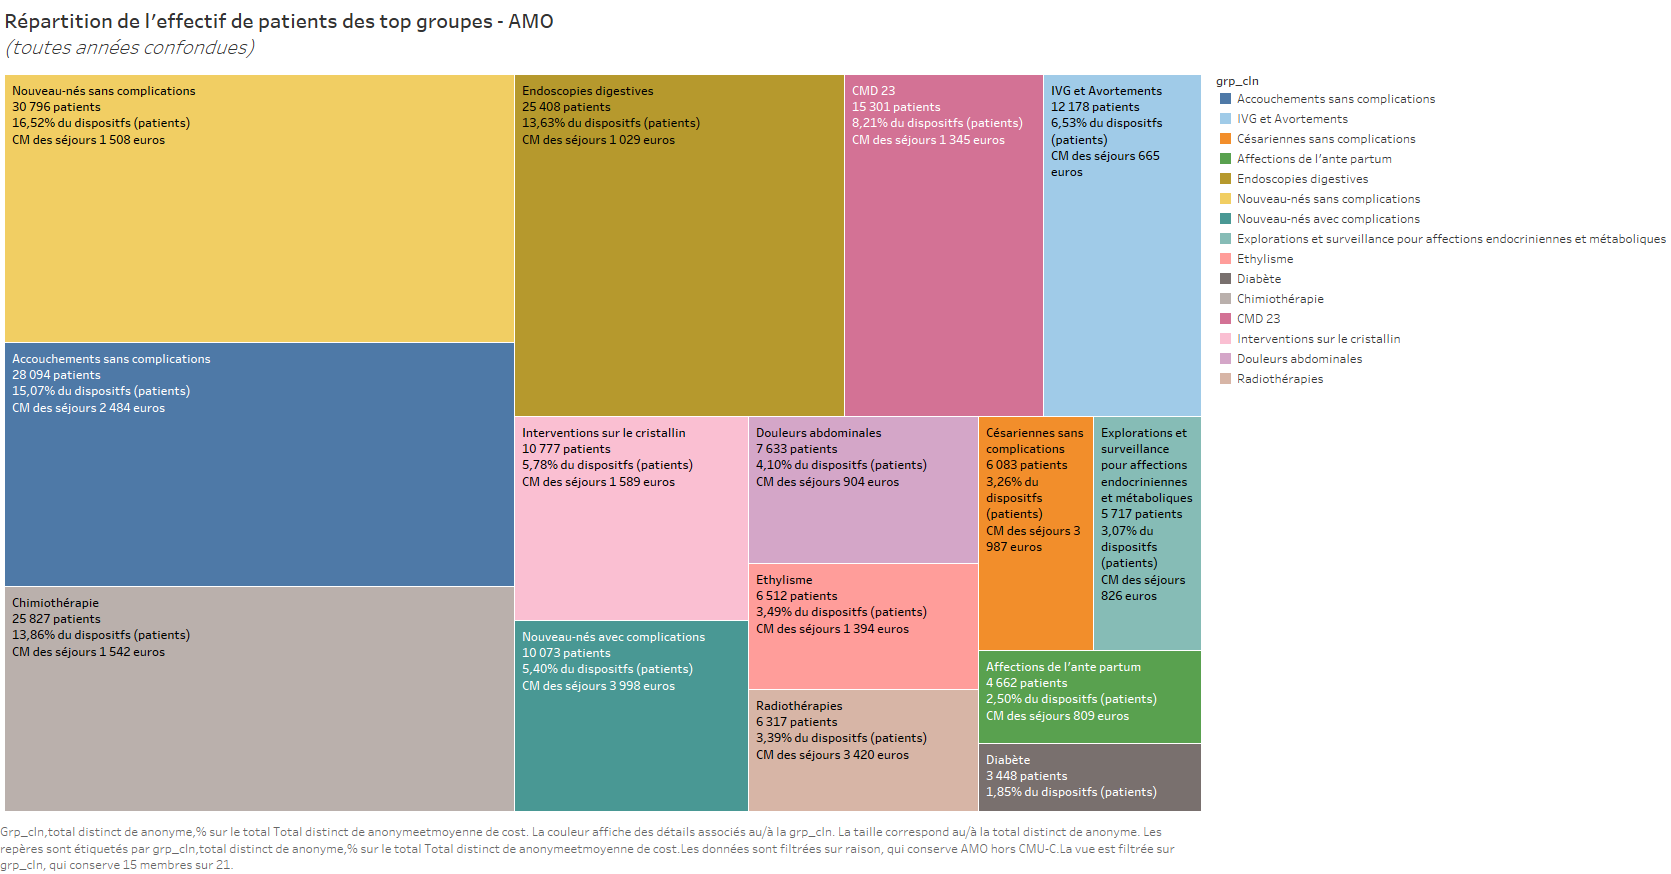 Répartition de l’effectif de patients des top groupes - AMO
(toutes années confondues)
Nouveau-nés sans complications
30 796 patients
16,52% du dispositfs (patients)
CM des séjours 1 508 euros
Accouchements sans complications
28 094 patients
15,07% du dispositfs (patients)
CM des séjours 2 484 euros
Chimiothérapie
25 827 patients
13,86% du dispositfs (patients)
CM des séjours 1 542 euros
Endoscopies digestives
25 408 patients
13,63% du dispositfs (patients)
CM des séjours 1 029 euros
CMD 23
15 301 patients
8,21% du dispositfs (patients)
CM des séjours 1 345 euros
IVG et Avortements
12 178 patients
6,53% du dispositfs
(patients)
CM des séjours 665
euros
Interventions sur le cristallin
10 777 patients
5,78% du dispositfs (patients)
CM des séjours 1 589 euros
Nouveau-nés avec complications
10 073 patients
5,40% du dispositfs (patients)
CM des séjours 3 998 euros
Douleurs abdominales
7 633 patients
4,10% du dispositfs (patients)
CM des séjours 904 euros
Ethylisme
6 512 patients
3,49% du dispositfs (patients)
CM des séjours 1 394 euros
Radiothérapies
6 317 patients
3,39% du dispositfs (patients)
CM des séjours 3 420 euros
Césariennes sans
complications
6 083 patients
3,26% du
dispositfs
(patients)
CM des séjours 3
987 euros
Explorations et
surveillance
pour affections
endocriniennes
et métaboliques
5 717 patients
3,07% du
dispositfs
(patients)
CM des séjours
826 euros
Affections de l’ante partum
4 662 patients
2,50% du dispositfs (patients)
CM des séjours 809 euros
Diabète
3 448 patients
1,85% du dispositfs (patients)
grp_cln
Accouchements sans complications
IVG et Avortements
Césariennes sans complications
Affections de l’ante partum
Endoscopies digestives
Nouveau-nés sans complications
Nouveau-nés avec complications
Explorations et surveillance pour affections endocriniennes et métaboliques
Ethylisme
Diabète
Chimiothérapie
CMD 23
Interventions sur le cristallin
Douleurs abdominales
Radiothérapies
Grp_cln,total distinct de anonyme,% sur le total Total distinct de anonymeetmoyenne de cost. La couleur affiche des détails associés au/à la grp_cln. La taille correspond au/à la total distinct de anonyme. Les
repères sont étiquetés par grp_cln,total distinct de anonyme,% sur le total Total distinct de anonymeetmoyenne de cost.Les données sont filtrées sur raison, qui conserve AMO hors CMU-C.La vue est filtrée sur
grp_cln, qui conserve 15 membres sur 21.